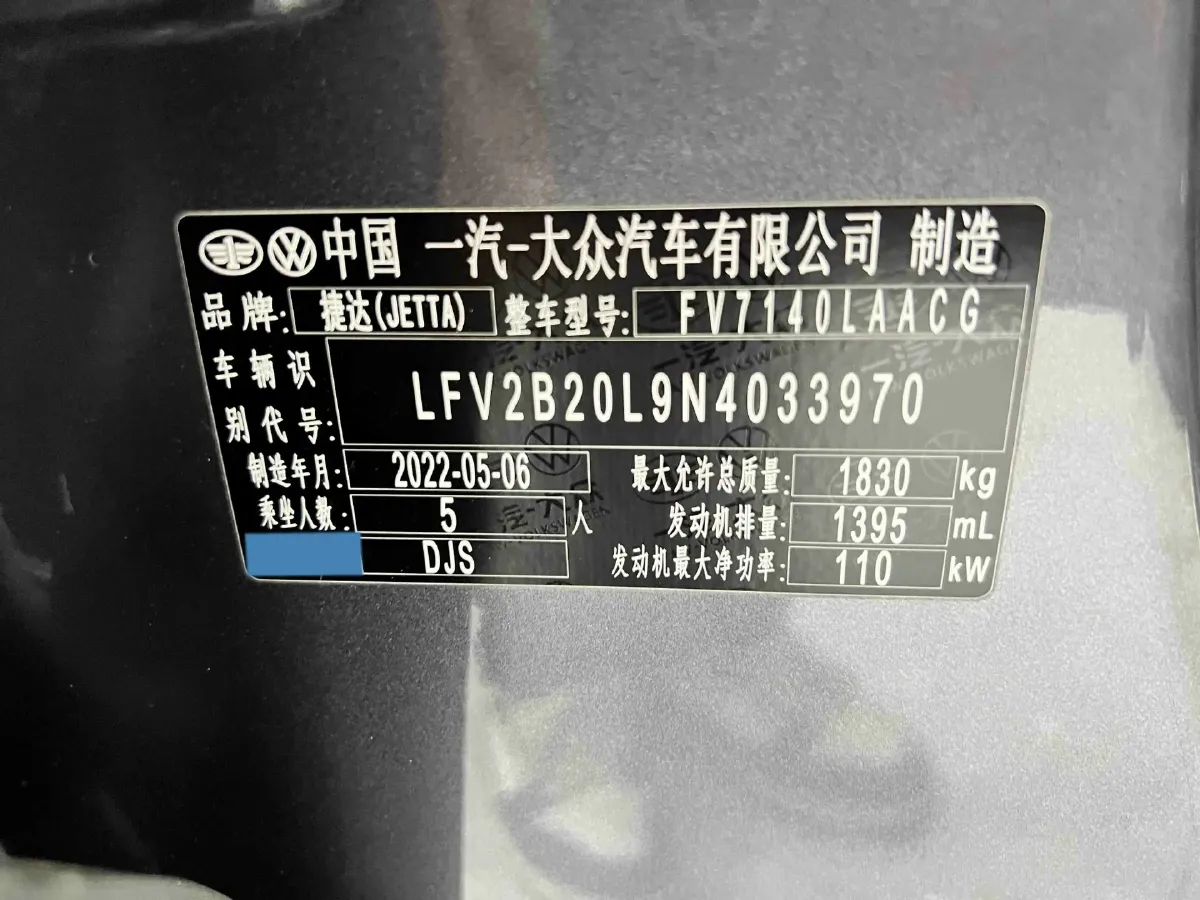 中国 一汽-大众汽车有限公司 制造
品牌: 捷达(JETTA) 整车型号: FV7140LAACG
车辆识别代号: LFV2B20L9N4033970
制造年月: 2022-05-06 最大允许总质量: 1830 kg
乘坐人数: 5 人 发动机排量: 1395 mL
DJS 发动机最大净功率: 110 kW